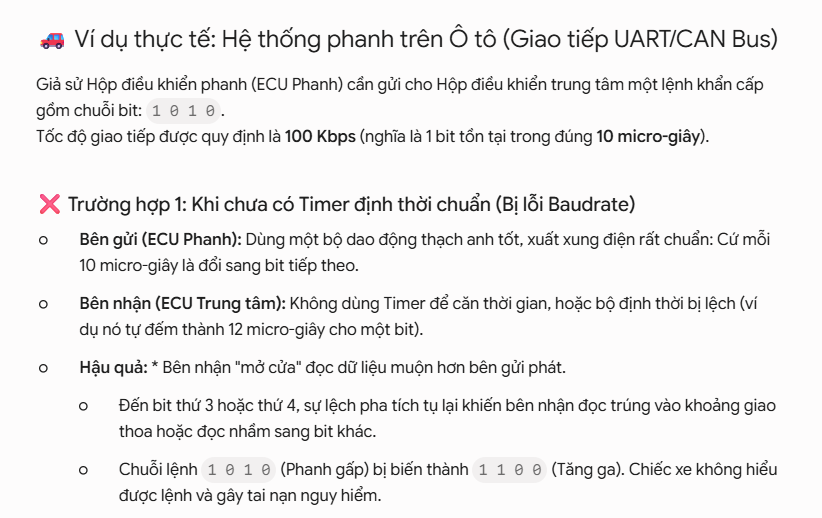 🚗 Ví dụ thực tế: Hệ thống phanh trên Ô tô (Giao tiếp UART/CAN Bus)
Giả sử Hộp điều khiển phanh (ECU Phanh) cần gửi cho Hộp điều khiển trung tâm một lệnh khẩn cấp
gồm chuỗi bit: 1 0 1 0 .
Tốc độ giao tiếp được quy định là 100 Kbps (nghĩa là 1 bit tồn tại trong đúng 10 micro-giây).
❌ Trường hợp 1: Khi chưa có Timer định thời chuẩn (Bị lỗi Baudrate)
o Bên gửi (ECU Phanh): Dùng một bộ dao động thạch anh tốt, xuất xung điện rất chuẩn: Cứ mỗi
10 micro-giây là đổi sang bit tiếp theo.
o Bên nhận (ECU Trung tâm): Không dùng Timer để căn thời gian, hoặc bộ định thời bị lệch (ví
dụ nó tự đếm thành 12 micro-giây cho một bit).
o Hậu quả: * Bên nhận "mở cửa" đọc dữ liệu muộn hơn bên gửi phát.
o Đến bit thứ 3 hoặc thứ 4, sự lệch pha tích tụ lại khiến bên nhận đọc trúng vào khoảng giao
thoa hoặc đọc nhầm sang bit khác.
o Chuỗi lệnh 1 0 1 0 (Phanh gấp) bị biến thành 1 1 0 0 (Tăng ga). Chiếc xe không hiểu
được lệnh và gây tai nạn nguy hiểm.